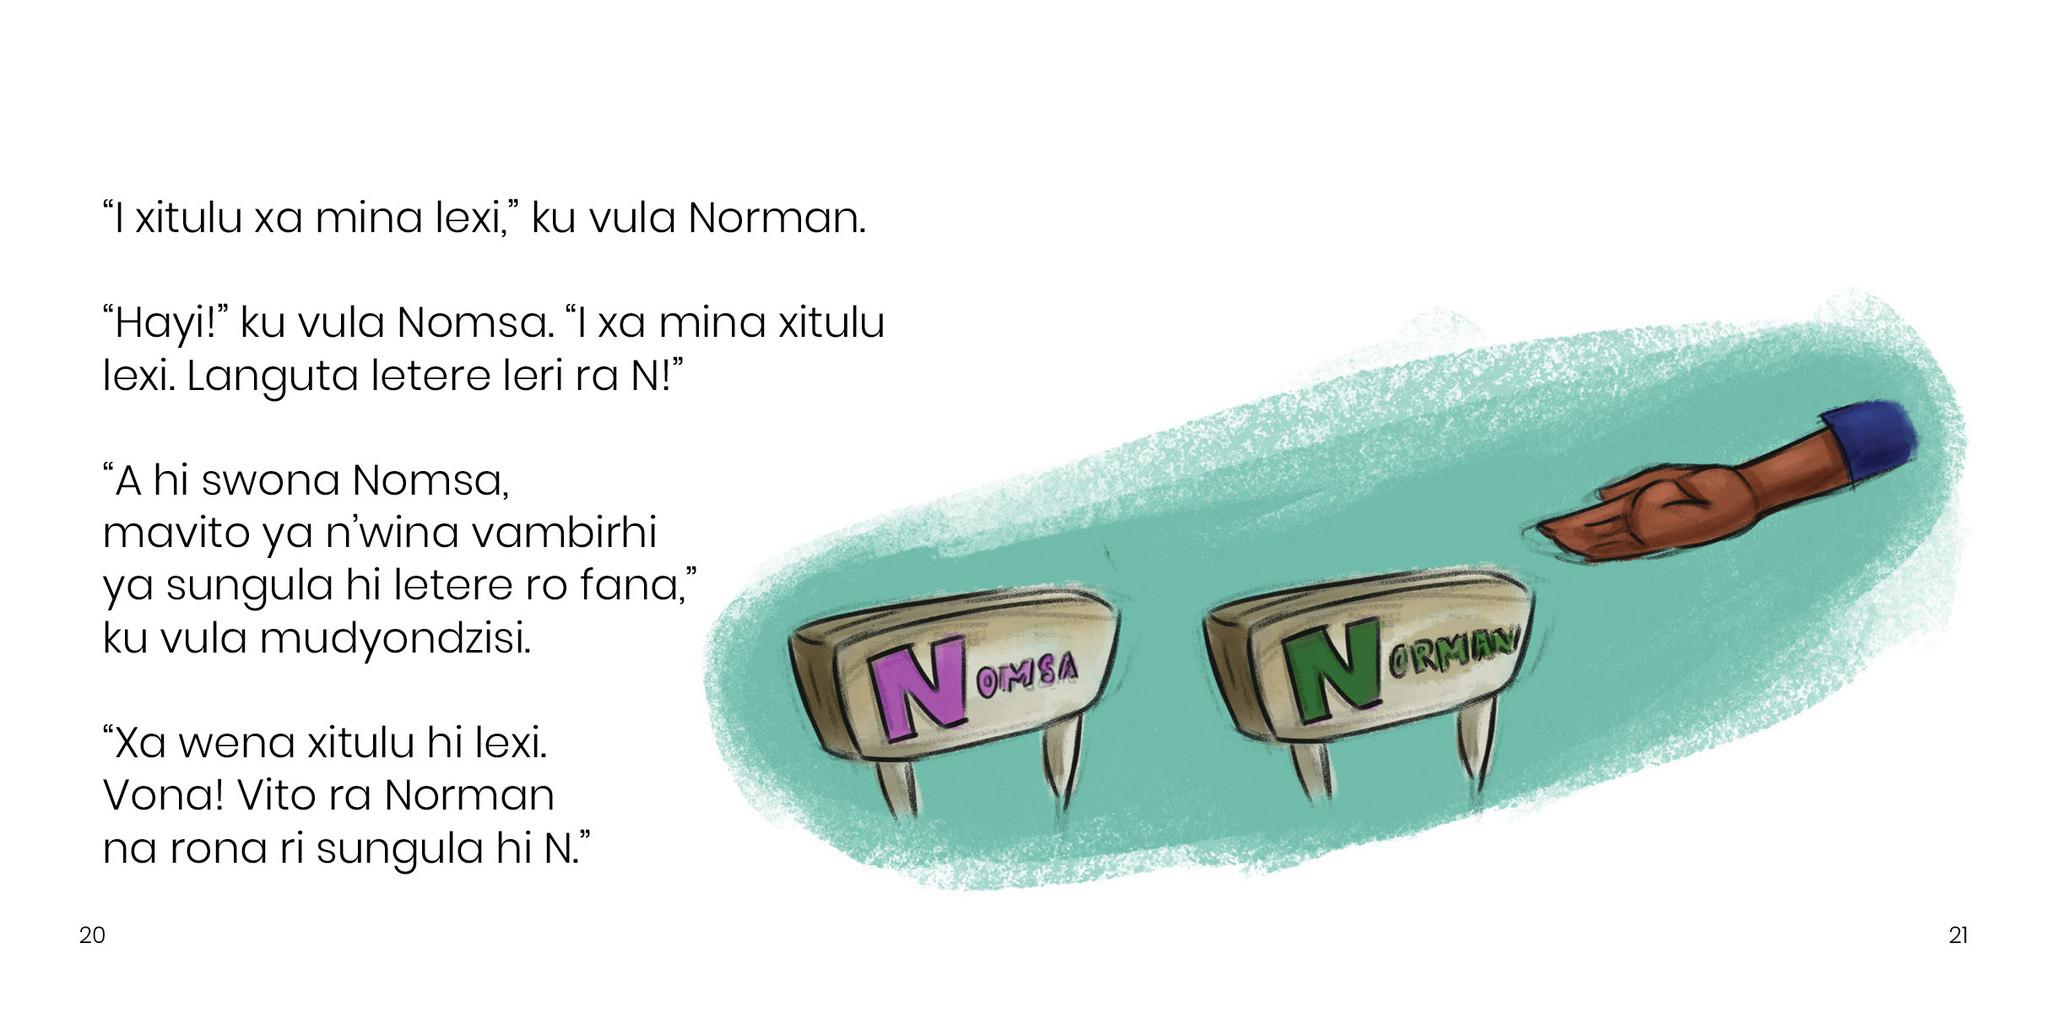 “I xitulu xa mina lexi,” ku vula Norman.
“Hayi!” ku vula Nomsa. “I xa mina xitulu
lexi. Languta letere leri ra N!”
“A hi swona Nomsa,
mavito ya n’wina vambirhi
ya sungula hi letere ro fana,”
ku vula mudyondzisi.
“Xa wena xitulu hi lexi.
Vona! Vito ra Norman
na rona ri sungula hi N.”
NOMSA
NORMAN
20
21